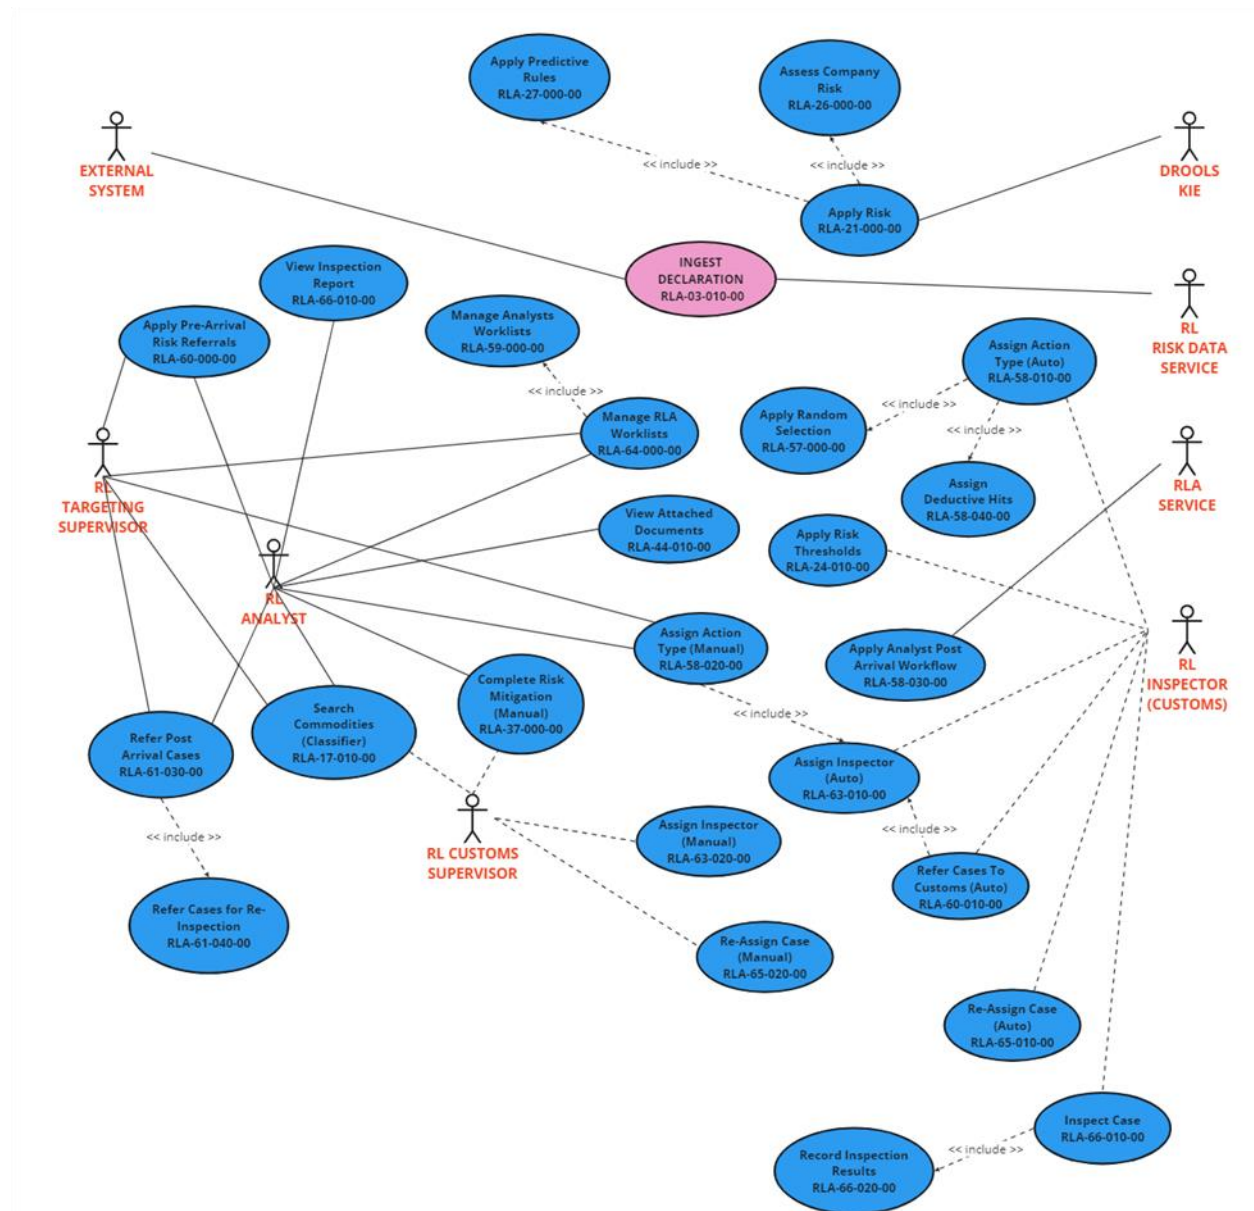 Apply Predictive
Rules
RLA-27-000-00
Assess Company
Risk
RLA-26-000-00
EXTERNAL
SYSTEM
<< include >>
<< include >>
DROOLS
KIE
Apply Risk
RLA-21-000-00
View Inspection
Report
RLA-66-010-00
INGEST
DECLARATION
RLA-03-010-00
Apply Pre-Arrival
Risk Referrals
RLA-60-000-00
Manage Analysts
Worklists
RLA-59-000-00
RL
RISK DATA
SERVICE
Assign Action
Type (Auto)
RLA-58-010-00
<< include >>
<< include >>
Manage RLA
Worklists
RLA-64-000-00
Apply Random
Selection
RLA-57-000-00
<< include >>
RL
TARGETING
SUPERVISOR
Assign
Deductive Hits
RLA-58-040-00
RLA
SERVICE
View Attached
Documents
RLA-44-010-00
Apply Risk
Thresholds
RLA-24-010-00
RL
ANALYST
Assign Action
Type (Manual)
RLA-58-020-00
Apply Analyst Post
Arrival Workflow
RLA-58-030-00
RL
INSPECTOR
(CUSTOMS)
Complete Risk
Mitigation
(Manual)
RLA-37-000-00
Search
Commodities
(Classifier)
RLA-17-010-00
<< include >>
Refer Post
Arrival Cases
RLA-61-030-00
Assign Inspector
(Auto)
RLA-63-010-00
<< include >>
RL CUSTOMS
SUPERVISOR
Assign Inspector
(Manual)
RLA-63-020-00
<< include >>
Refer Cases To
Customs (Auto)
RLA-60-010-00
Refer Cases for Re-
Inspection
RLA-61-040-00
Re-Assign Case
(Manual)
RLA-65-020-00
Re-Assign Case
(Auto)
RLA-65-010-00
Inspect Case
RLA-66-010-00
<< include >>
Record Inspection
Results
RLA-66-020-00